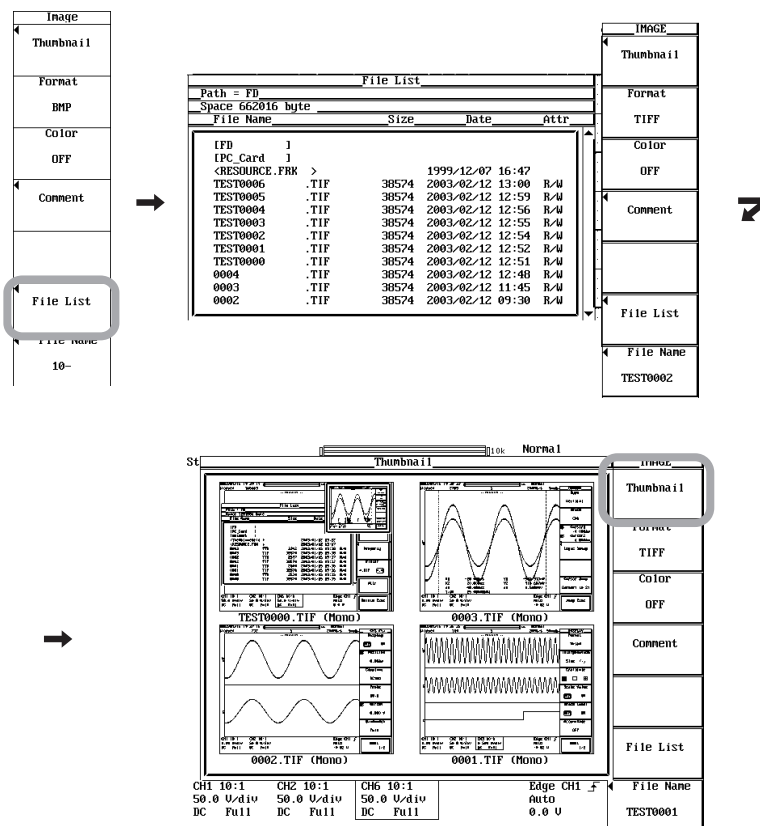 Image
Thumbnail
Format
BMP
Color
OFF
Comment
File List
File Name
10-
File List
Path = FD
Space 662016 byte
File Name Size Date Attr
[FD ]
[PC_Card ]
<RESOURCE.FRK > 1999/12/07 16:47
TEST0006 .TIF 38574 2003/02/12 13:00 R/W
TEST0005 .TIF 38574 2003/02/12 12:59 R/W
TEST0004 .TIF 38574 2003/02/12 12:56 R/W
TEST0003 .TIF 38574 2003/02/12 12:55 R/W
TEST0002 .TIF 38574 2003/02/12 12:54 R/W
TEST0001 .TIF 38574 2003/02/12 12:52 R/W
TEST0000 .TIF 38574 2003/02/12 12:51 R/W
0004 .TIF 38574 2003/02/12 12:48 R/W
0003 .TIF 38574 2003/02/12 11:45 R/W
0002 .TIF 38574 2003/02/12 09:30 R/W
IMAGE
Thumbnail
Format
TIFF
Color
OFF
Comment
File List
File Name
TEST0002
10k Normal
St
Thumbnail
File List
TEST0000.TIF (Mono)
0003.TIF (Mono)
0002.TIF (Mono)
0001.TIF (Mono)
CH1 10:1 CH2 10:1 CH6 10:1 Edge CH1
50.0 V/div 50.0 V/div 50.0 V/div Auto
DC Full DC Full DC Full 0.0 V
IMAGE
Thumbnail
Format
TIFF
Color
OFF
Comment
File List
File Name
TEST0001